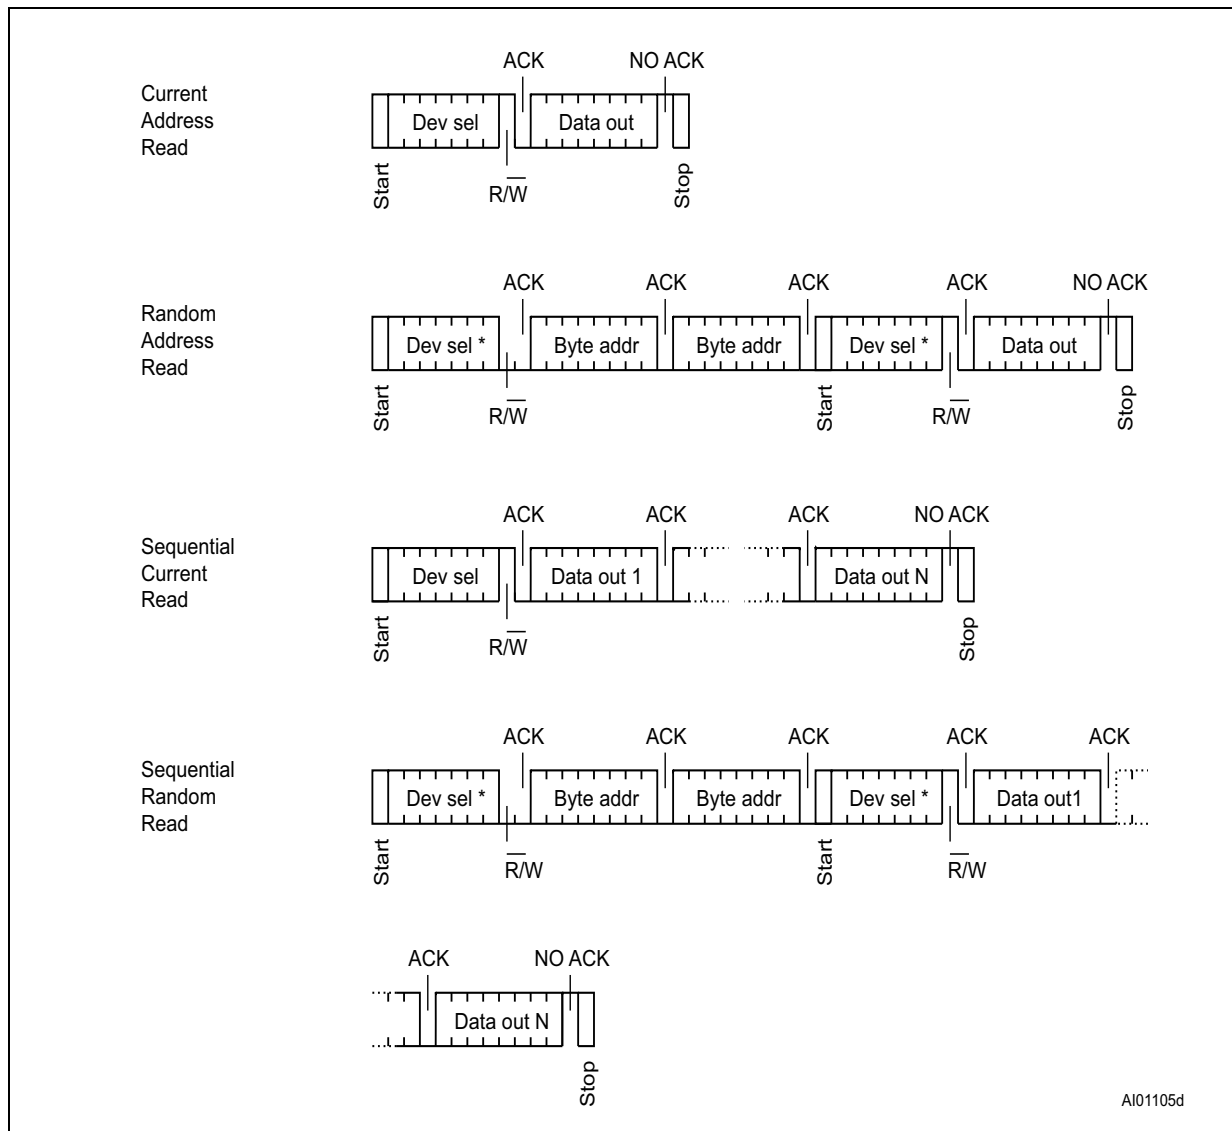 ACK NO ACK
Current
Address
Read
Dev sel Data out
Start R/W̅ Stop
ACK ACK ACK ACK NO ACK
Random
Address
Read
Dev sel * Byte addr Byte addr Dev sel * Data out
Start R/W̅ Start R/W̅ Stop
ACK ACK ACK NO ACK
Sequential
Current
Read
Dev sel Data out 1 Data out N
Start R/W̅ Stop
ACK ACK ACK ACK ACK
Sequential
Random
Read
Dev sel * Byte addr Byte addr Dev sel * Data out1
Start R̅/W Start R̅/W
ACK NO ACK
Data out N
Stop
AI01105d